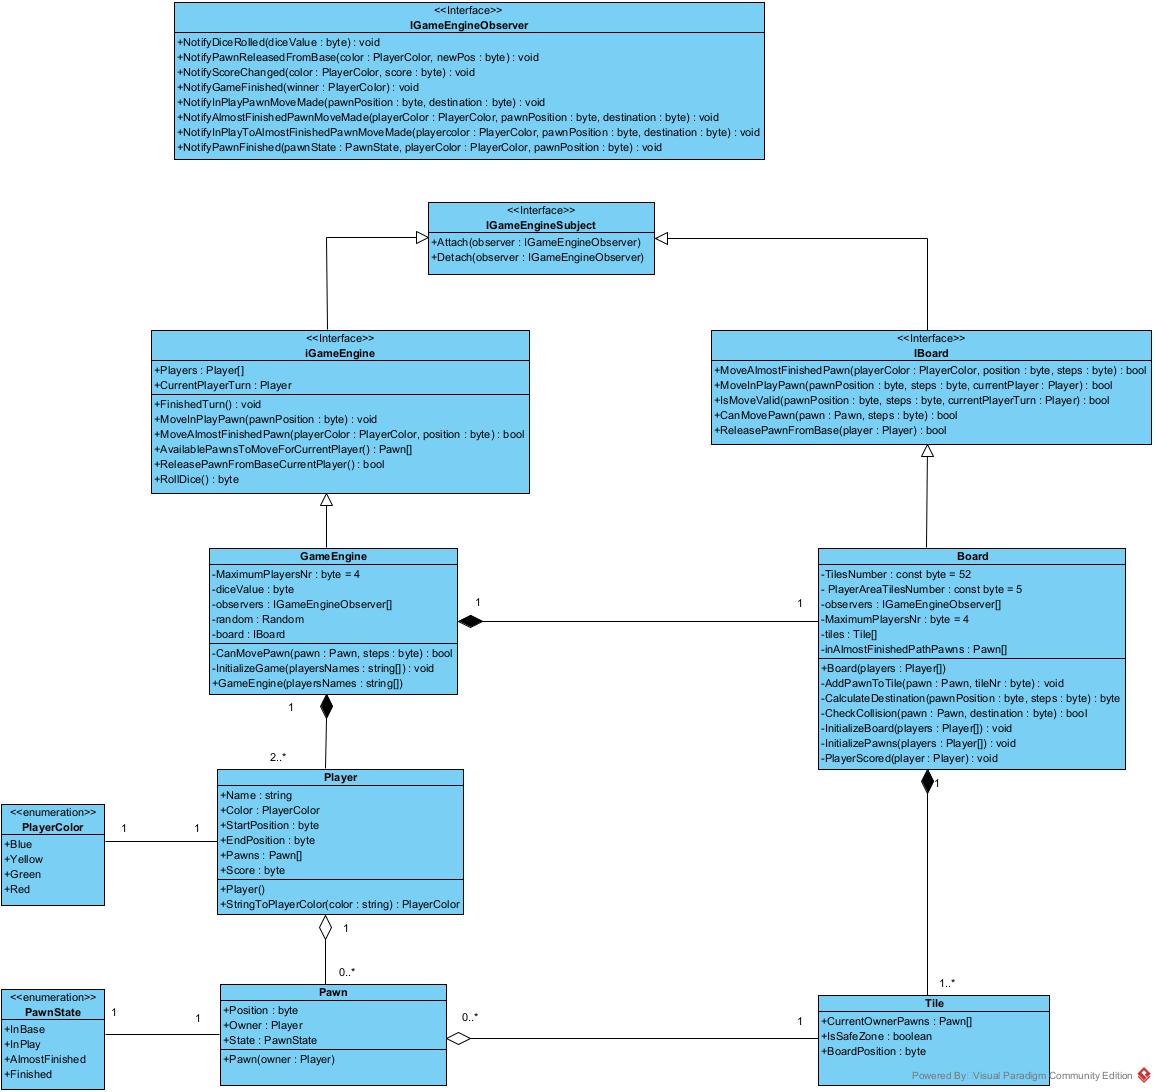 <<Interface>>
IGameEngineObserver
+NotifyDiceRolled(diceValue : byte) : void
+NotifyPawnReleasedFromBase(color : PlayerColor, newPos : byte) : void
+NotifyScoreChanged(color : PlayerColor, score : byte) : void
+NotifyGameFinished(winner : PlayerColor) : void
+NotifyInPlayPawnMoveMade(pawnPosition : byte, destination : byte) : void
+NotifyAlmostFinishedPawnMoveMade(playerColor : PlayerColor, pawnPosition : byte, destination : byte) : void
+NotifyInPlayToAlmostFinishedPawnMoveMade(playercolor : PlayerColor, pawnPosition : byte, destination : byte) : void
+NotifyPawnFinished(pawnState : PawnState, playerColor : PlayerColor, pawnPosition : byte) : void
<<Interface>>
IGameEngineSubject
+Attach(observer : IGameEngineObserver)
+Detach(observer : IGameEngineObserver)
<<Interface>>
iGameEngine
+Players : Player[]
+CurrentPlayerTurn : Player
+FinishedTurn() : void
+MoveInPlayPawn(pawnPosition : byte) : void
+MoveAlmostFinishedPawn(playerColor : PlayerColor, position : byte) : bool
+AvailablePawnsToMoveForCurrentPlayer() : Pawn[]
+ReleasePawnFromBaseCurrentPlayer() : bool
+RollDice() : byte
<<Interface>>
IBoard
+MoveAlmostFinishedPawn(playerColor : PlayerColor, position : byte, steps : byte) : bool
+MoveInPlayPawn(pawnPosition : byte, steps : byte, currentPlayer : Player) : bool
+IsMoveValid(pawnPosition : byte, steps : byte, currentPlayerTurn : Player) : bool
+CanMovePawn(pawn : Pawn, steps : byte) : bool
+ReleasePawnFromBase(player : Player) : bool
GameEngine
-MaximumPlayersNr : byte = 4
-diceValue : byte
-observers : IGameEngineObserver[]
-random : Random
-board : IBoard
-CanMovePawn(pawn : Pawn, steps : byte) : bool
-InitializeGame(playersNames : string[]) : void
+GameEngine(playersNames : string[])
1
1
Board
-TilesNumber : const byte = 52
- PlayerAreaTilesNumber : const byte = 5
-observers : IGameEngineObserver[]
-MaximumPlayersNr : byte = 4
-tiles : Tile[]
-inAlmostFinishedPathPawns : Pawn[]
+Board(players : Player[])
-AddPawnToTile(pawn : Pawn, tileNr : byte) : void
-CalculateDestination(pawnPosition : byte, steps : byte) : byte
-CheckCollision(pawn : Pawn, destination : byte) : bool
-InitializeBoard(players : Player[]) : void
-InitializePawns(players : Player[]) : void
-PlayerScored(player : Player) : void
1
2..*
1
Player
+Name : string
+Color : PlayerColor
+StartPosition : byte
+EndPosition : byte
+Pawns : Pawn[]
+Score : byte
+Player()
+StringToPlayerColor(color : string) : PlayerColor
<<enumeration>>
PlayerColor
+Blue
+Yellow
+Green
+Red
1
1
1
0..*
1..*
<<enumeration>>
PawnState
+InBase
+InPlay
+AlmostFinished
+Finished
1
1
Pawn
+Position : byte
+Owner : Player
+State : PawnState
+Pawn(owner : Player)
0..*
1
Tile
+CurrentOwnerPawns : Pawn[]
+IsSafeZone : boolean
+BoardPosition : byte
Powered By Visual Paradigm Community Edition